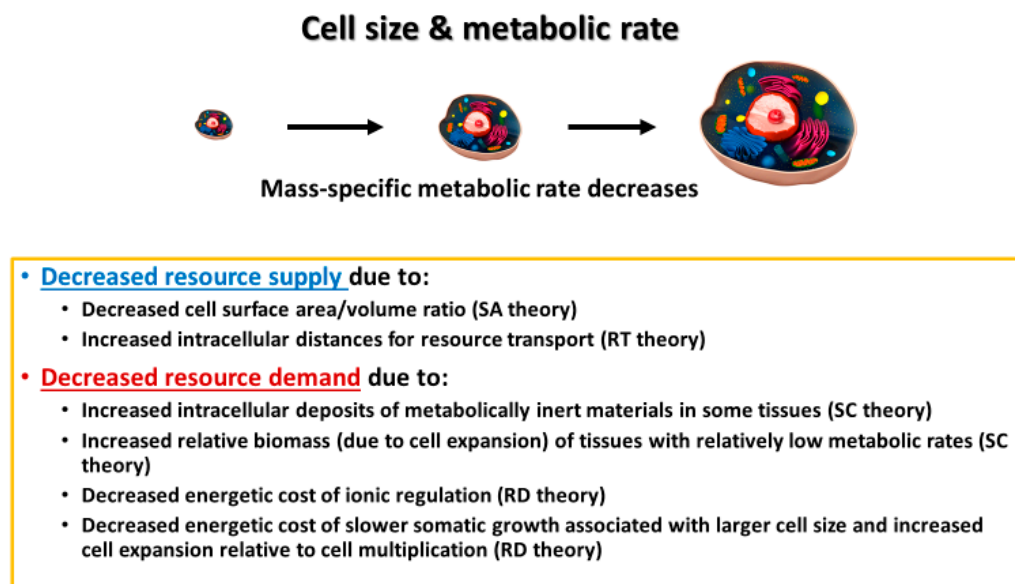 Cell size & metabolic rate
Mass-specific metabolic rate decreases
• Decreased resource supply due to:
• Decreased cell surface area/volume ratio (SA theory)
• Increased intracellular distances for resource transport (RT theory)
• Decreased resource demand due to:
• Increased intracellular deposits of metabolically inert materials in some tissues (SC theory)
• Increased relative biomass (due to cell expansion) of tissues with relatively low metabolic rates (SC
theory)
• Decreased energetic cost of ionic regulation (RD theory)
• Decreased energetic cost of slower somatic growth associated with larger cell size and increased
cell expansion relative to cell multiplication (RD theory)